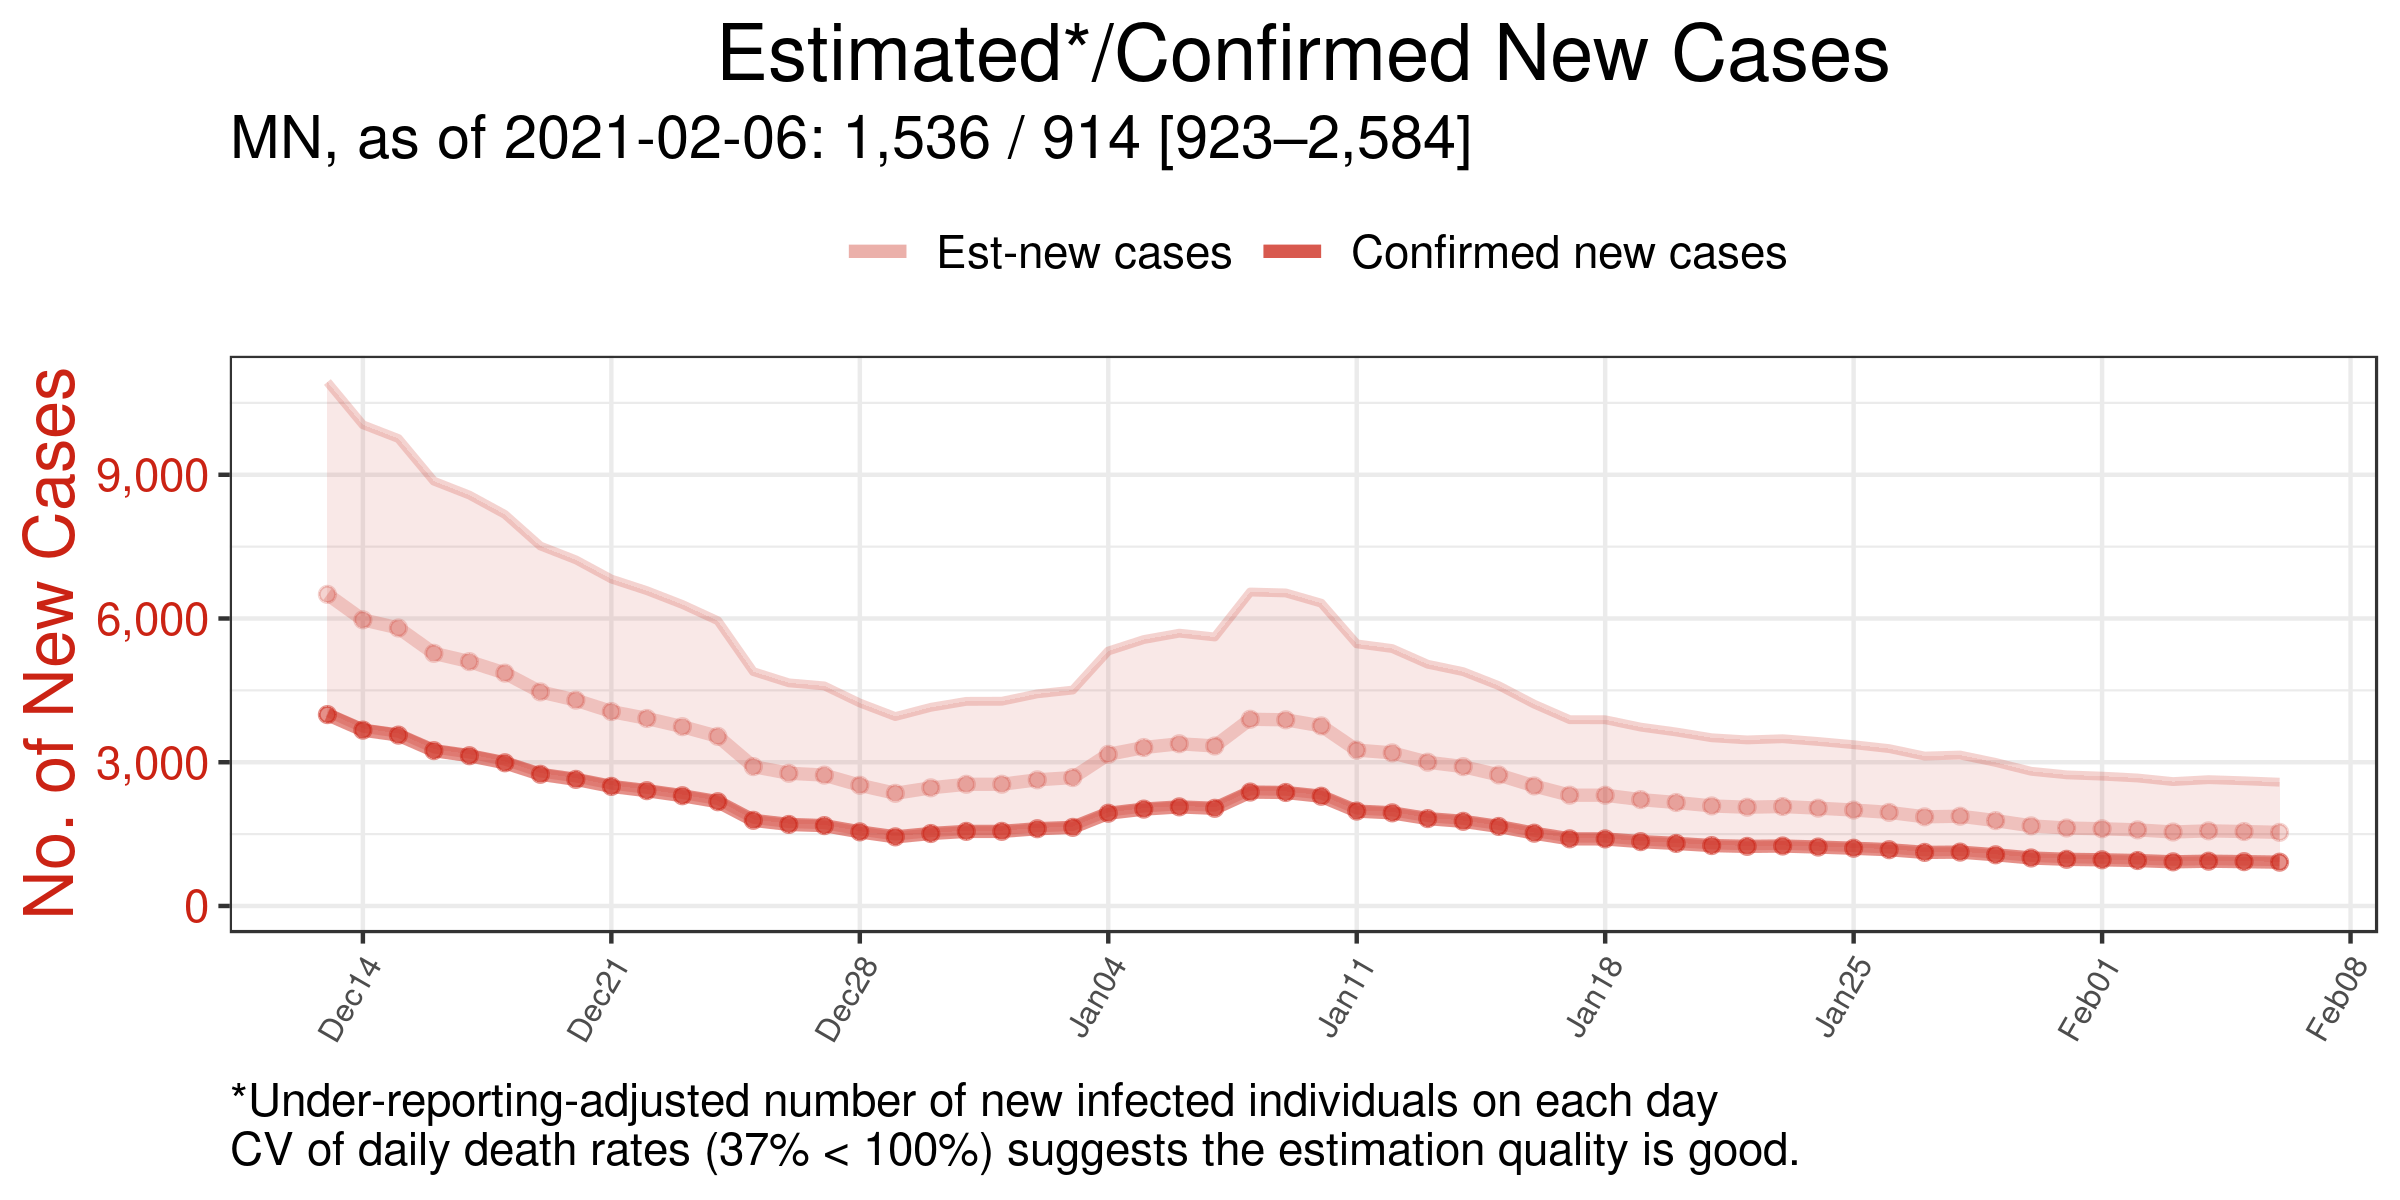 Estimated*/Confirmed New Cases
MN, as of 2021-02-06: 1,536 / 914 [923–2,584]
Est-new cases
Confirmed new cases
No. of New Cases
9,000
6,000
3,000
0
Dec14
Dec21
Dec28
Jan04
Jan11
Jan18
Jan25
Feb01
Feb08
*Under-reporting-adjusted number of new infected individuals on each day
CV of daily death rates (37% < 100%) suggests the estimation quality is good.